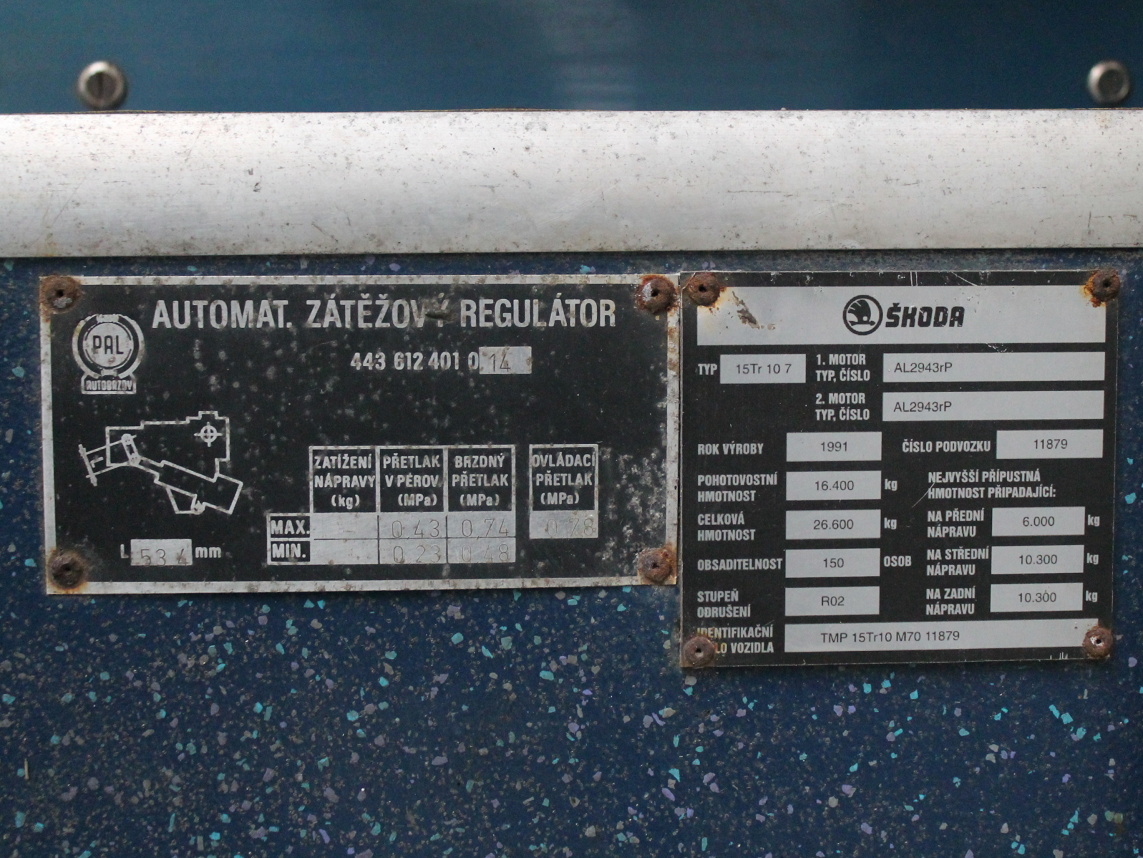 AUTOMAT. ZÁTĚŽOVÝ REGULÁTOR
PAL
AUTOBRZDY
443 612 401 0 14
ZATÍŽENÍ NÁPRAVY (kg)
PŘETLAK V PÉROV. (MPa)
BRZDNÝ PŘETLAK (MPa)
OVLÁDACÍ PŘETLAK (MPa)
MAX. 0,43 0,74 0,78
MIN. 0,23
L 534 mm
ŠKODA
TYP 15Tr 10 7
1. MOTOR TYP, ČÍSLO AL2943rP
2. MOTOR TYP, ČÍSLO AL2943rP
ROK VÝROBY 1991
ČÍSLO PODVOZKU 11879
POHOTOVOSTNÍ HMOTNOST 16.400 kg
NEJVYŠŠÍ PŘÍPUSTNÁ HMOTNOST PŘIPADAJÍCÍ:
CELKOVÁ HMOTNOST 26.600 kg
NA PŘEDNÍ NÁPRAVU 6.000 kg
OBSADITELNOST 150 OSOB
NA STŘEDNÍ NÁPRAVU 10.300 kg
STUPEŇ ODRUŠENÍ R02
NA ZADNÍ NÁPRAVU 10.300 kg
IDENTIFIKAČNÍ ČÍSLO VOZIDLA TMP 15Tr10 M70 11879